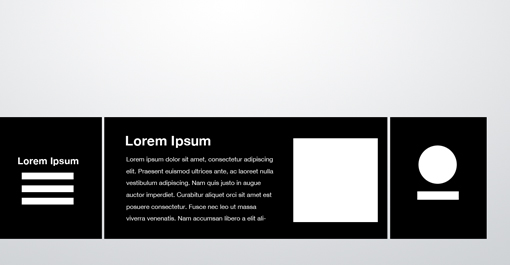 Lorem Ipsum
Lorem Ipsum
Lorem ipsum dolor sit amet, consectetur adipiscing
elit. Praesent euismod ultrices ante, ac laoreet nulla
vestibulum adipiscing. Nam quis justo in augue
auctor imperdiet. Curabitur aliquet orci sit amet est
posuere consectetur. Fusce nec leo ut massa
viverra venenatis. Nam accumsan libero a elit ali-